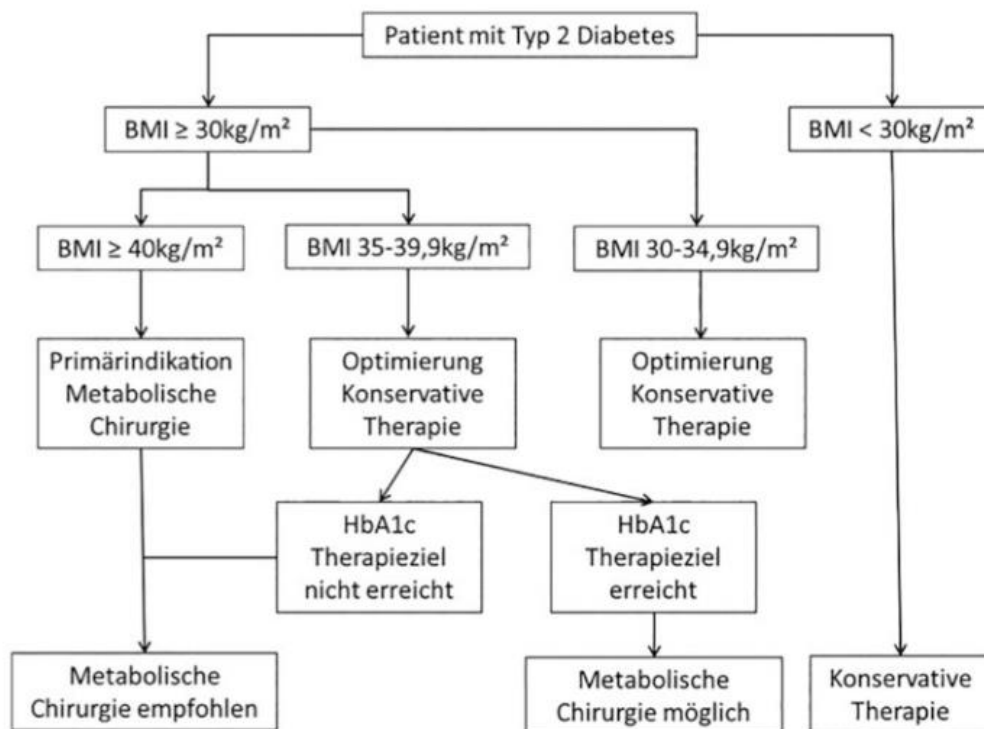 Patient mit Typ 2 Diabetes
BMI ≥ 30kg/m²
BMI < 30kg/m²
BMI ≥ 40kg/m²
BMI 35-39,9kg/m²
BMI 30-34,9kg/m²
Primärindikation
Metabolische
Chirurgie
Optimierung
Konservative
Therapie
Optimierung
Konservative
Therapie
HbA1c
Therapieziel
nicht erreicht
HbA1c
Therapieziel
erreicht
Metabolische
Chirurgie empfohlen
Metabolische
Chirurgie möglich
Konservative
Therapie